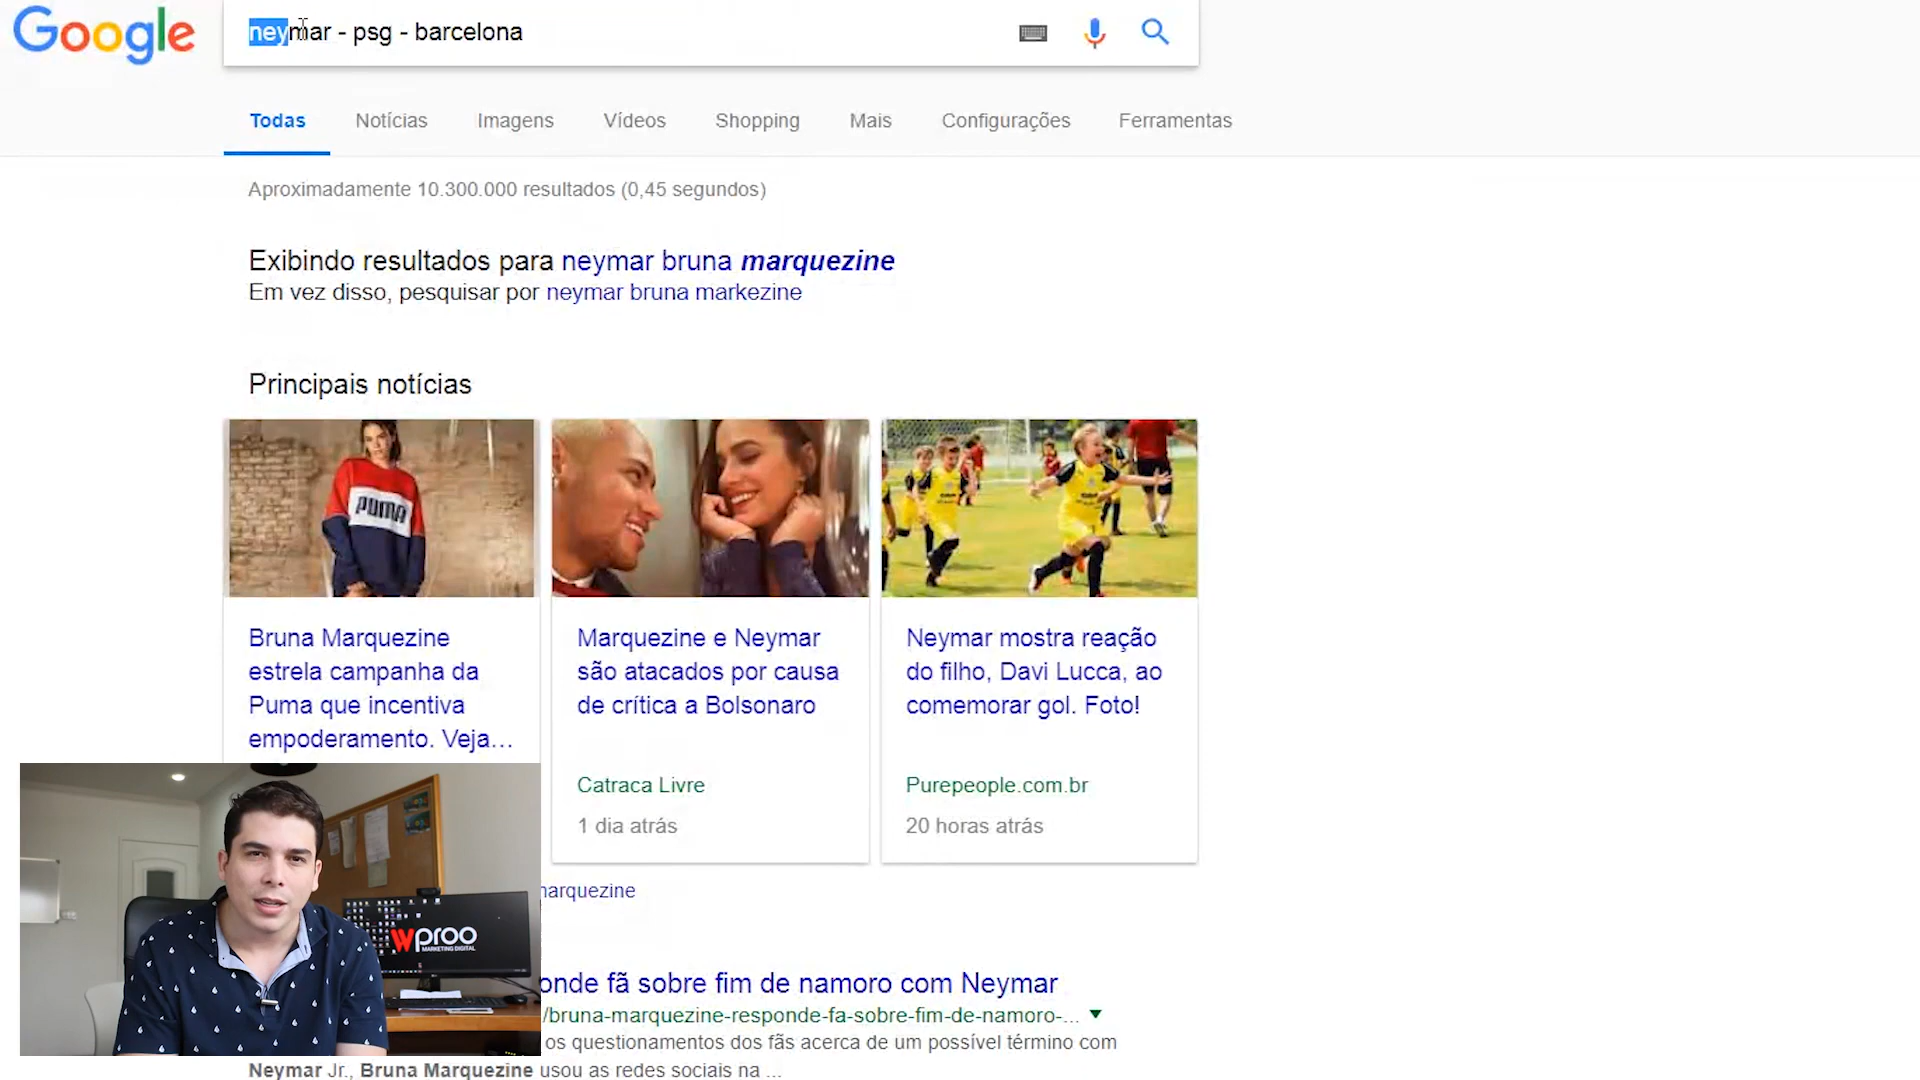 Google
neymar - psg - barcelona
Todas Notícias Imagens Vídeos Shopping Mais Configurações Ferramentas
Aproximadamente 10.300.000 resultados (0,45 segundos)
Exibindo resultados para neymar bruna marquezine
Em vez disso, pesquisar por neymar bruna markezine
Principais notícias
PUMA
Bruna Marquezine
estrela campanha da
Puma que incentiva
empoderamento. Veja...
Marquezine e Neymar
são atacados por causa
de crítica a Bolsonaro
Catraca Livre
1 dia atrás
Neymar mostra reação
do filho, Davi Lucca, ao
comemorar gol. Foto!
Purepeople.com.br
20 horas atrás
marquezine
wproo
MARKETING DIGITAL
onde fã sobre fim de namoro com Neymar
/bruna-marquezine-responde-fa-sobre-fim-de-namoro-...
os questionamentos dos fãs acerca de um possível término com
Neymar Jr., Bruna Marquezine usou as redes sociais na ...